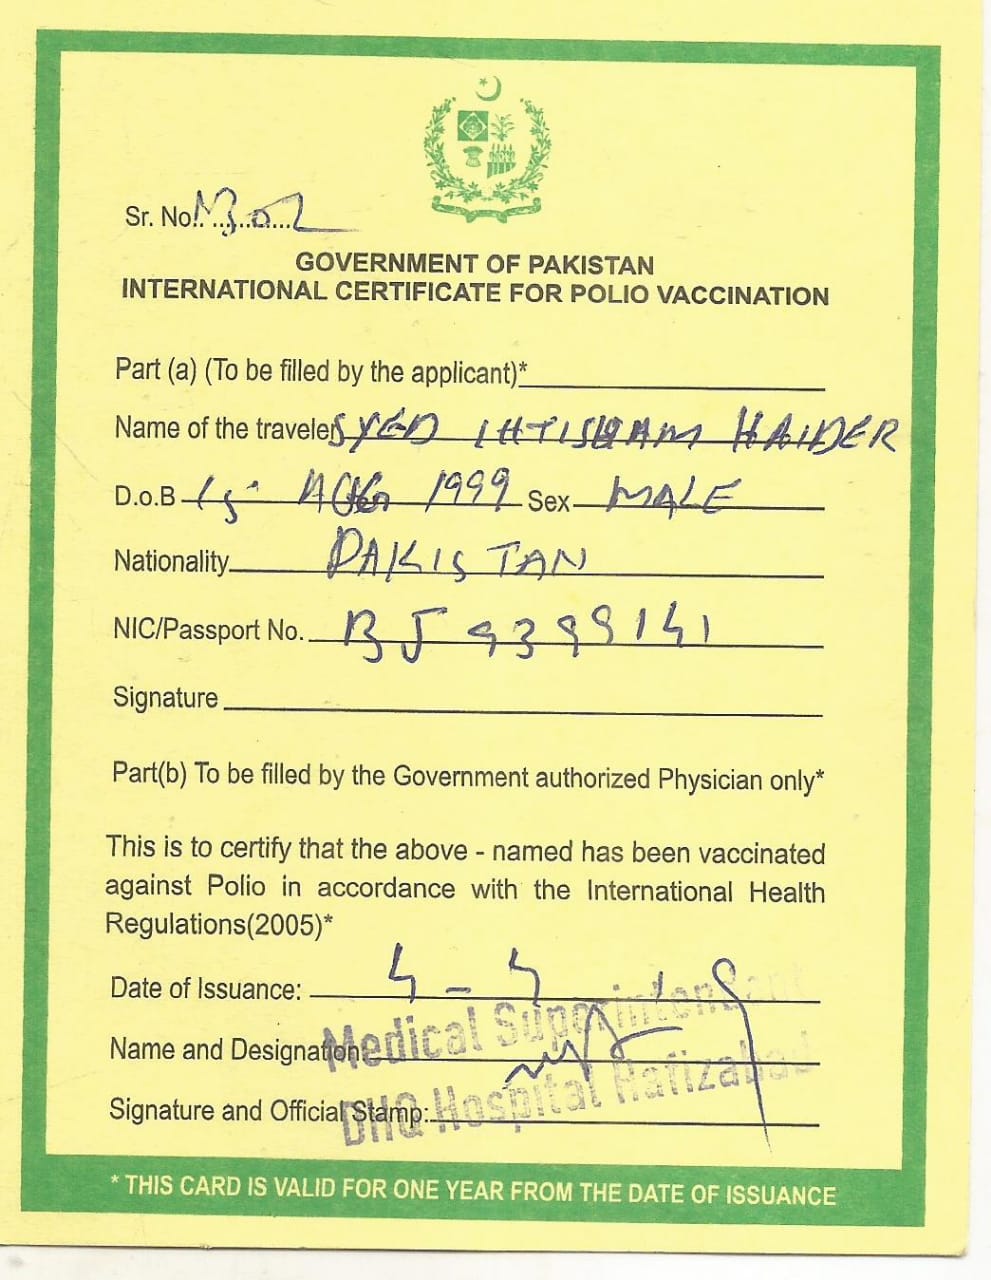 Sr. No.
GOVERNMENT OF PAKISTAN
INTERNATIONAL CERTIFICATE FOR POLIO VACCINATION
Part (a) (To be filled by the applicant)*
Name of the traveler SYED IHTISHAM HAIDER
D.o.B 1999 Sex MALE
Nationality PAKISTAN
NIC/Passport No. BJ 9399141
Signature
Part(b) To be filled by the Government authorized Physician only*
This is to certify that the above - named has been vaccinated
against Polio in accordance with the International Health
Regulations(2005)*
Date of Issuance: 4 - 4
Medical Superintendent
Name and Designation:
DHQ Hospital Hafizabad
Signature and Official Stamp:
* THIS CARD IS VALID FOR ONE YEAR FROM THE DATE OF ISSUANCE